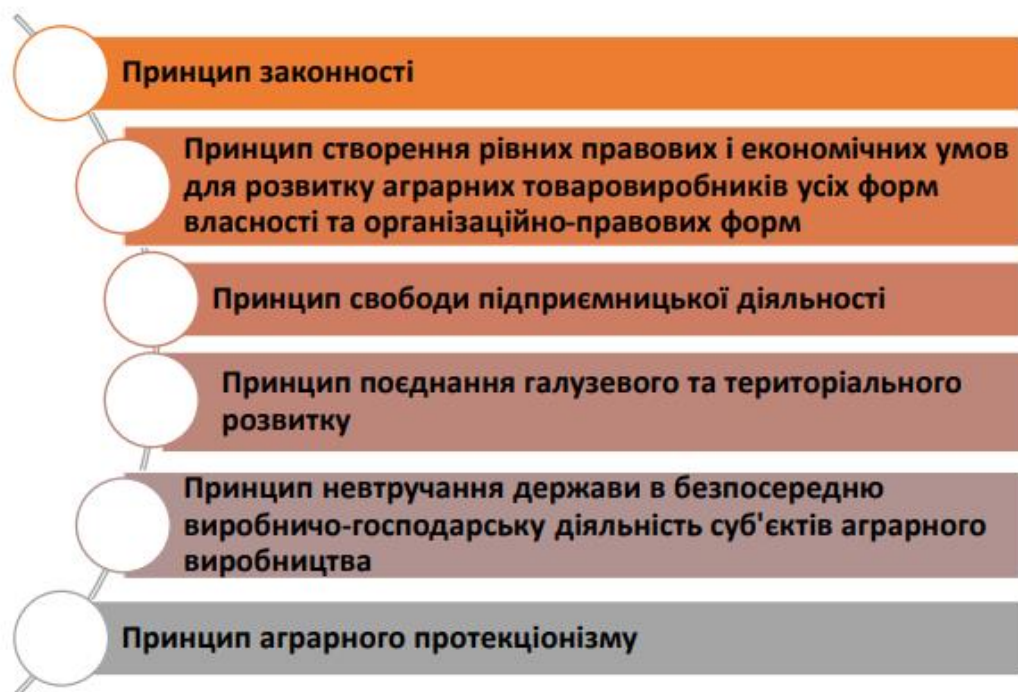 Принцип законності
Принцип створення рівних правових і економічних умов
для розвитку аграрних товаровиробників усіх форм
власності та організаційно-правових форм
Принцип свободи підприємницької діяльності
Принцип поєднання галузевого та територіального
розвитку
Принцип невтручання держави в безпосередню
виробничо-господарську діяльність суб'єктів аграрного
виробництва
Принцип аграрного протекціонізму